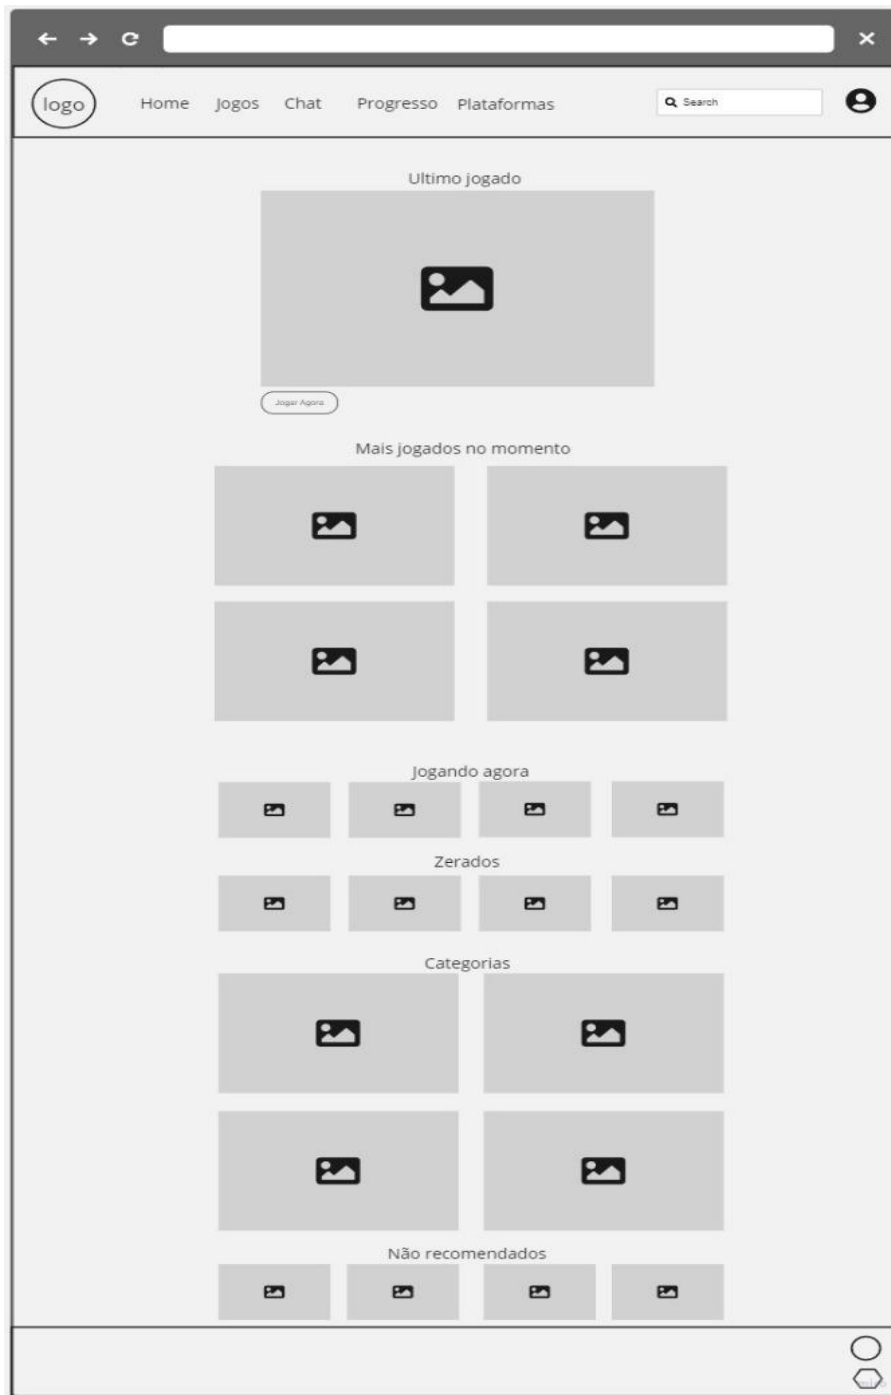 logo
Home Jogos Chat Progresso Plataformas Search
Ultimo jogado
Jogar Agora
Mais jogados no momento
Jogando agora
Zerados
Categorias
Não recomendados
miro